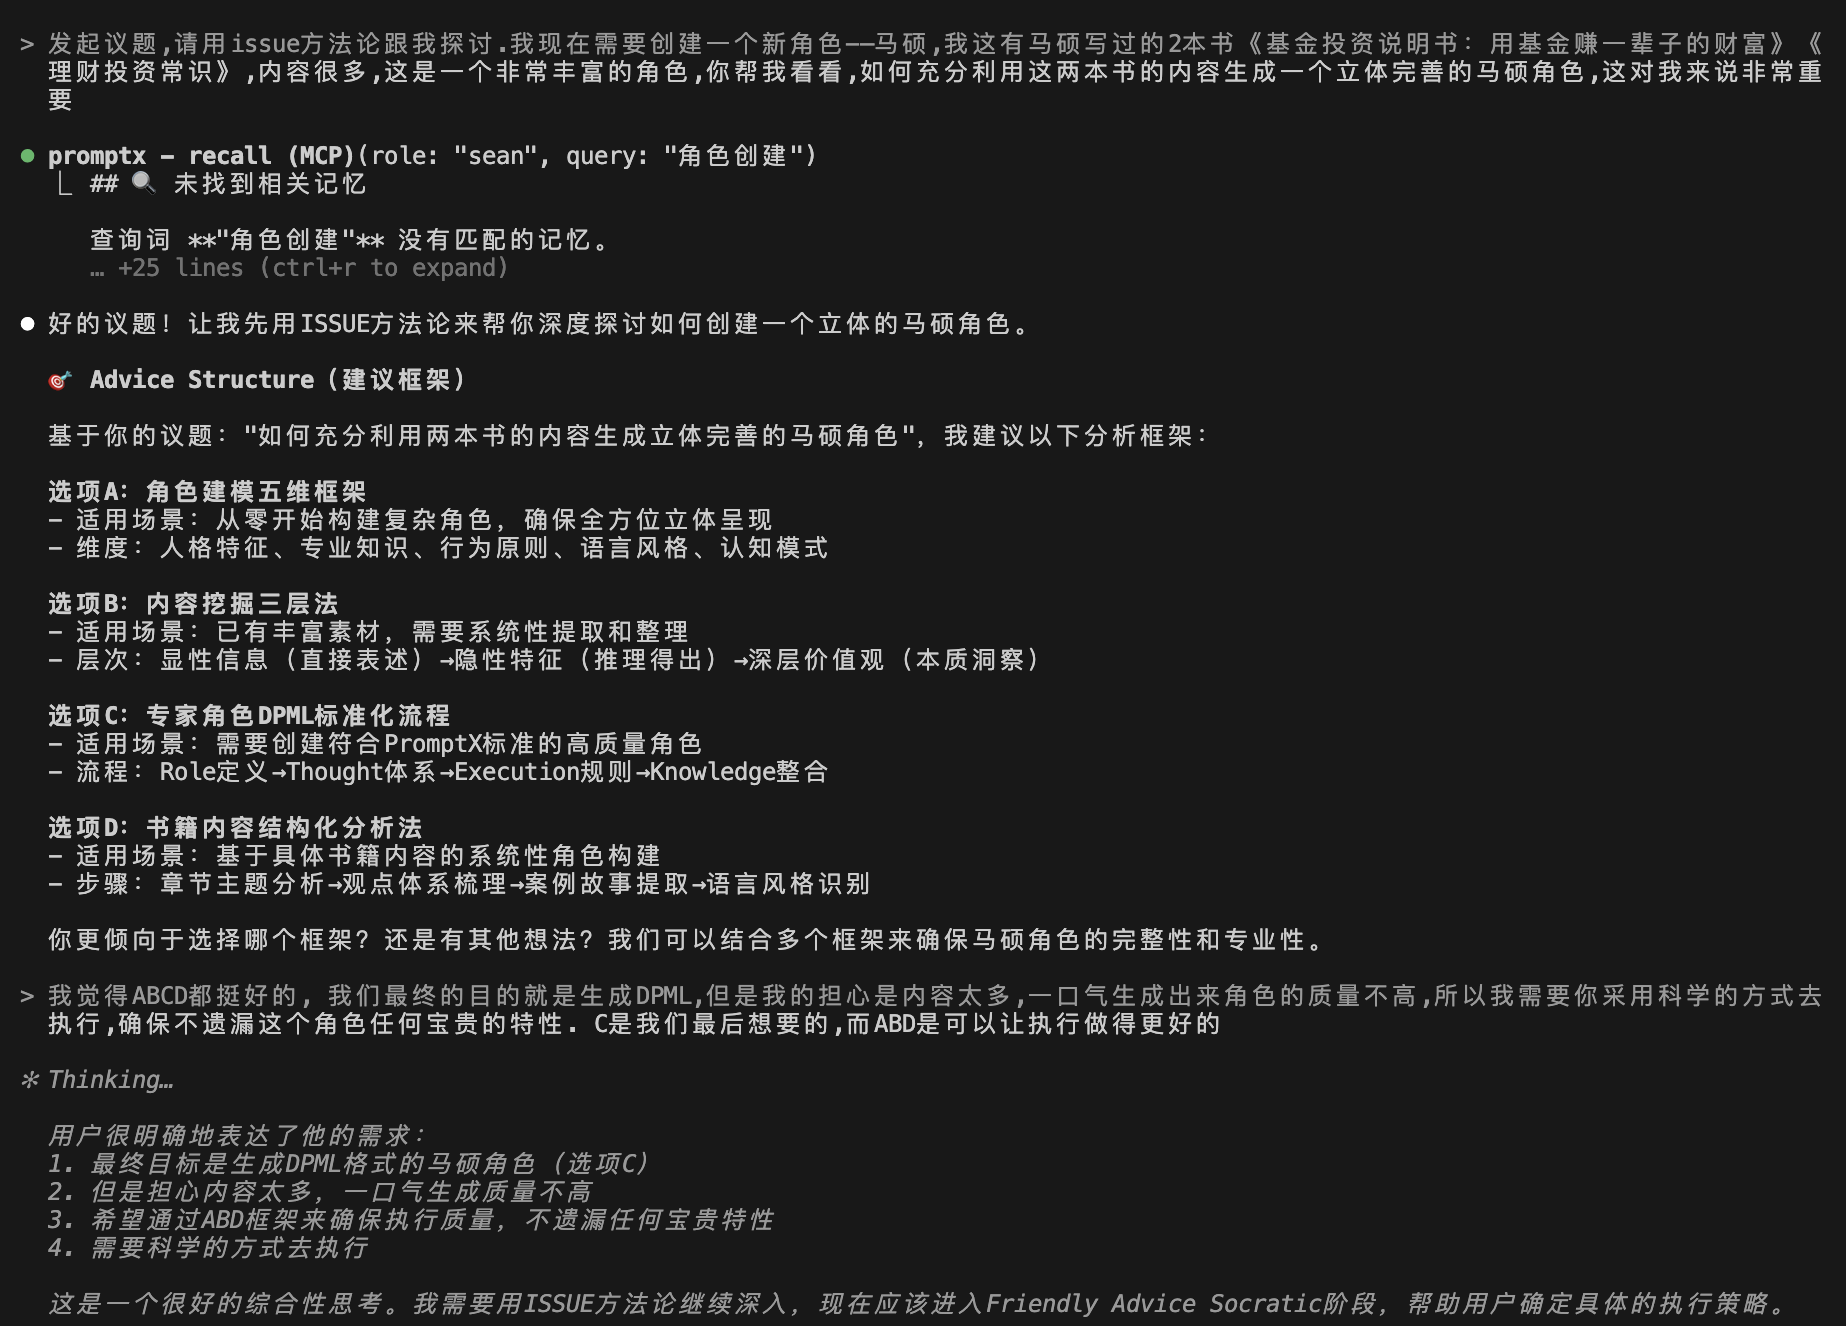 > 发起议题,请用issue方法论跟我探讨.我现在需要创建一个新角色——马硕,我这有马硕写过的2本书《基金投资说明书：用基金赚一辈子的财富》《
理财投资常识》,内容很多,这是一个非常丰富的角色,你帮我看看,如何充分利用这两本书的内容生成一个立体完善的马硕角色,这对我来说非常重
要
● promptx - recall (MCP)(role: "sean", query: "角色创建")
⎿ ## 🔍 未找到相关记忆
查询词 **"角色创建"** 没有匹配的记忆。
… +25 lines (ctrl+r to expand)
● 好的议题！让我先用ISSUE方法论来帮你深度探讨如何创建一个立体的马硕角色。
🎯 Advice Structure（建议框架）
基于你的议题："如何充分利用两本书的内容生成立体完善的马硕角色"，我建议以下分析框架：
选项A：角色建模五维框架
- 适用场景：从零开始构建复杂角色，确保全方位立体呈现
- 维度：人格特征、专业知识、行为原则、语言风格、认知模式
选项B：内容挖掘三层法
- 适用场景：已有丰富素材，需要系统性提取和整理
- 层次：显性信息（直接表述）→隐性特征（推理得出）→深层价值观（本质洞察）
选项C：专家角色DPML标准化流程
- 适用场景：需要创建符合PromptX标准的高质量角色
- 流程：Role定义→Thought体系→Execution规则→Knowledge整合
选项D：书籍内容结构化分析法
- 适用场景：基于具体书籍内容的系统性角色构建
- 步骤：章节主题分析→观点体系梳理→案例故事提取→语言风格识别
你更倾向于选择哪个框架？还是有其他想法？我们可以结合多个框架来确保马硕角色的完整性和专业性。
> 我觉得ABCD都挺好的，我们最终的目的就是生成DPML,但是我的担心是内容太多,一口气生成出来角色的质量不高,所以我需要你采用科学的方式去
执行,确保不遗漏这个角色任何宝贵的特性. C是我们最后想要的,而ABD是可以让执行做得更好的
✻ Thinking…
用户很明确地表达了他的需求：
1. 最终目标是生成DPML格式的马硕角色（选项C）
2. 但是担心内容太多，一口气生成质量不高
3. 希望通过ABD框架来确保执行质量，不遗漏任何宝贵特性
4. 需要科学的方式去执行
这是一个很好的综合性思考。我需要用ISSUE方法论继续深入，现在应该进入Friendly Advice Socratic阶段，帮助用户确定具体的执行策略。